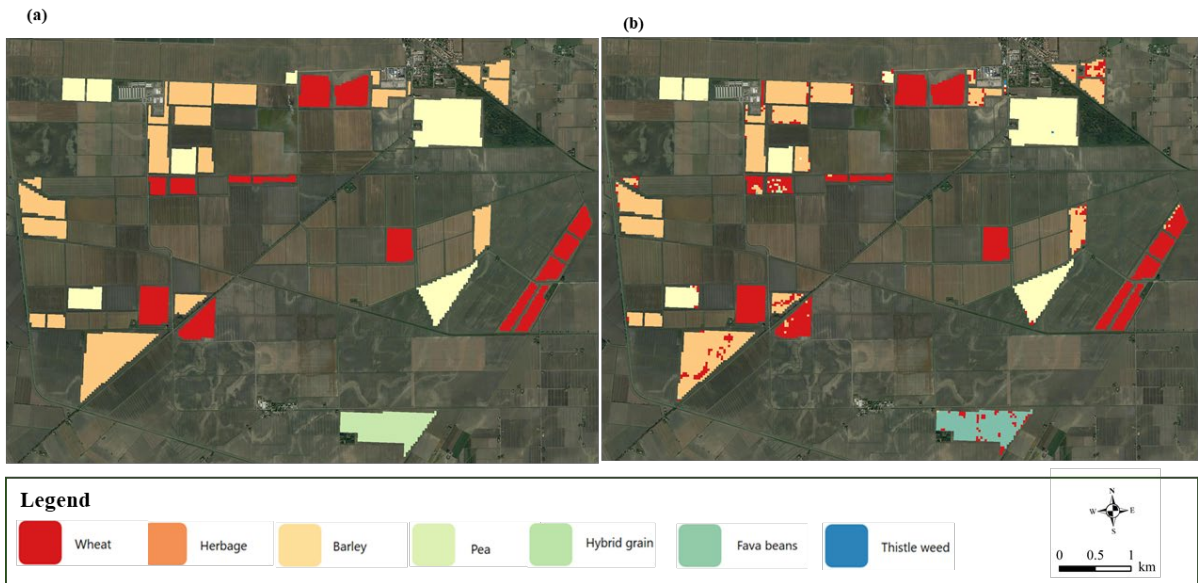 (a)
(b)
Legend
Wheat
Herbage
Barley
Pea
Hybrid grain
Fava beans
Thistle weed
N
W E
S
0 0.5 1
km